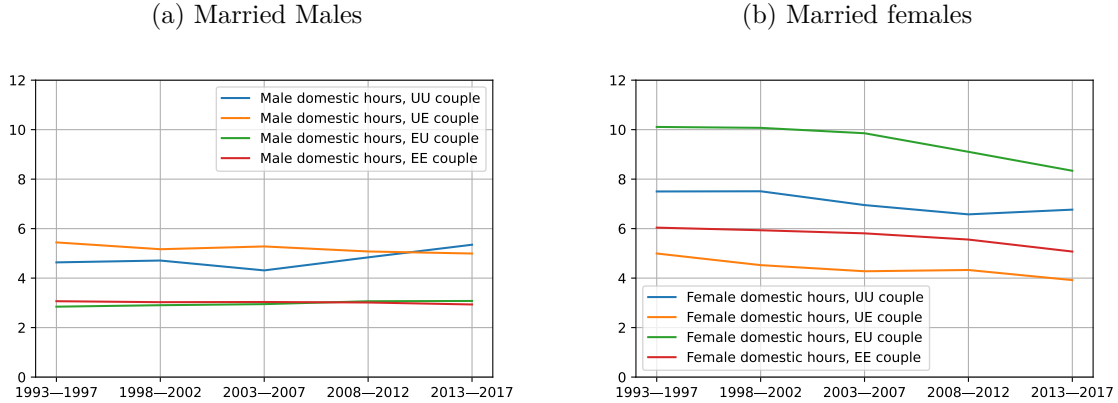 (a) Married Males
12
10
8
6
4
2
0
Male domestic hours, UU couple
Male domestic hours, UE couple
Male domestic hours, EU couple
Male domestic hours, EE couple
1993—1997 1998—2002 2003—2007 2008—2012 2013—2017
(b) Married females
12
10
8
6
4
2
0
Female domestic hours, UU couple
Female domestic hours, UE couple
Female domestic hours, EU couple
Female domestic hours, EE couple
1993—1997 1998—2002 2003—2007 2008—2012 2013—2017